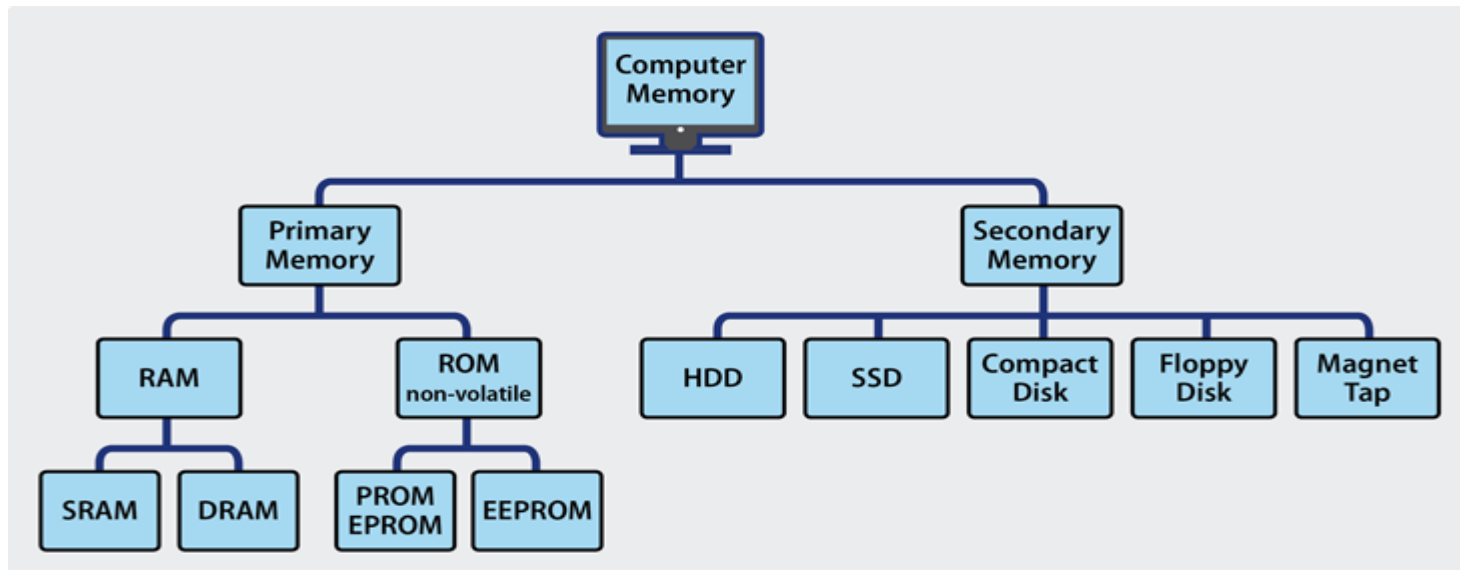 Computer
Memory
Primary
Memory
Secondary
Memory
RAM
ROM
non-volatile
HDD
SSD
Compact
Disk
Floppy
Disk
Magnet
Tap
SRAM
DRAM
PROM
EPROM
EEPROM